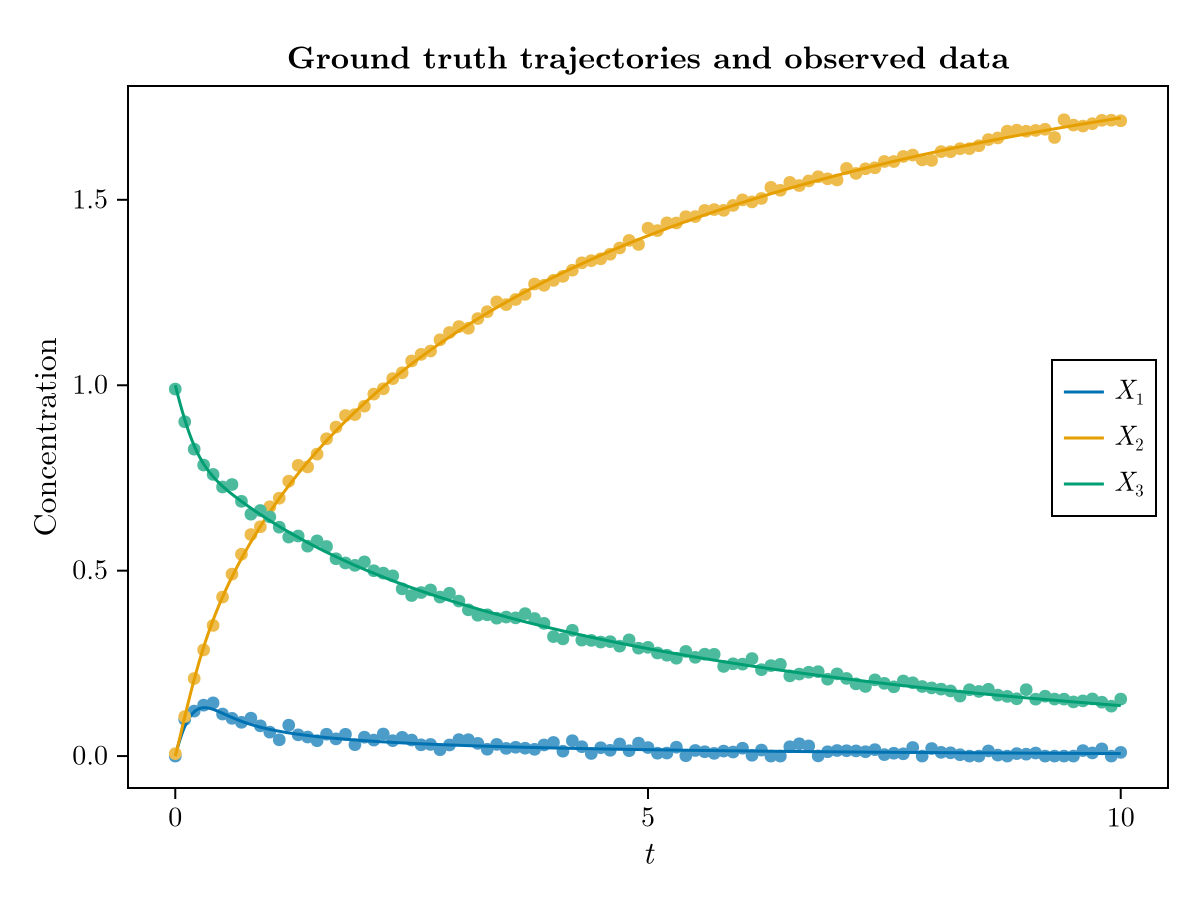 Ground truth trajectories and observed data
Concentration
1.5
1.0
0.5
0.0
0
5
10
t
X₁
X₂
X₃